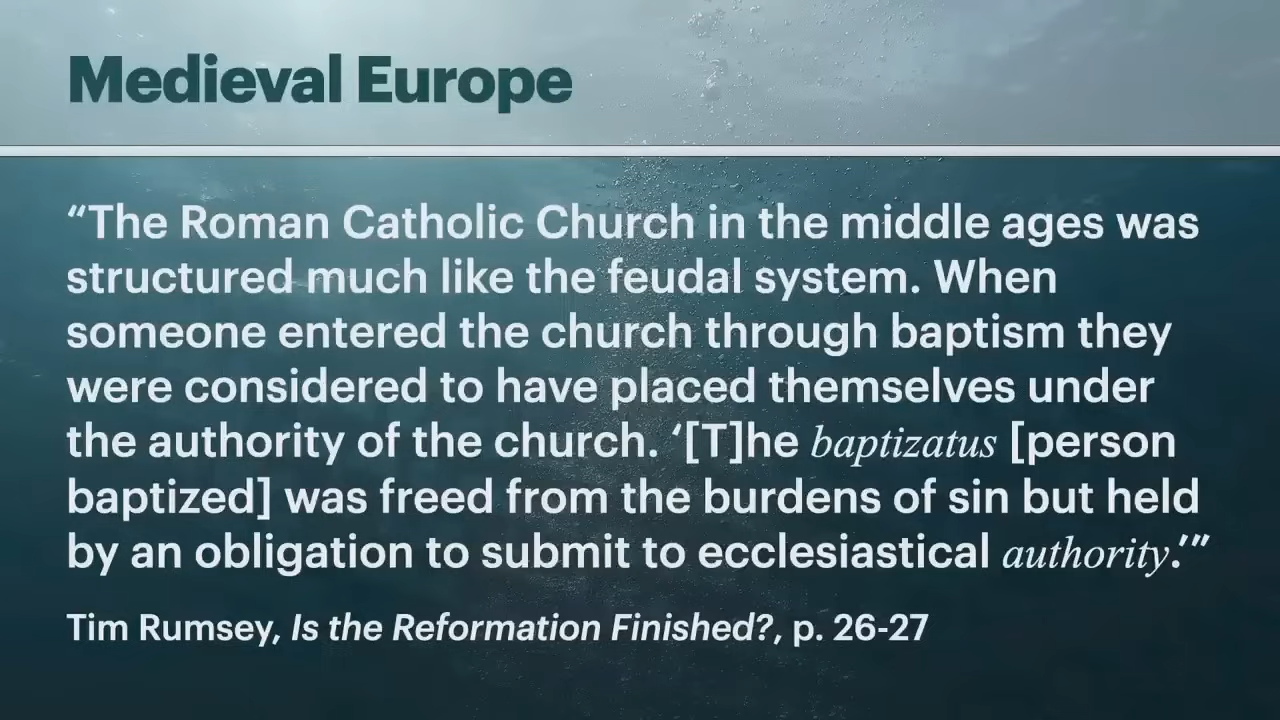 Medieval Europe
“The Roman Catholic Church in the middle ages was
structured much like the feudal system. When
someone entered the church through baptism they
were considered to have placed themselves under
the authority of the church. ‘[T]he baptizatus [person
baptized] was freed from the burdens of sin but held
by an obligation to submit to ecclesiastical authority.’”
Tim Rumsey, Is the Reformation Finished?, p. 26-27